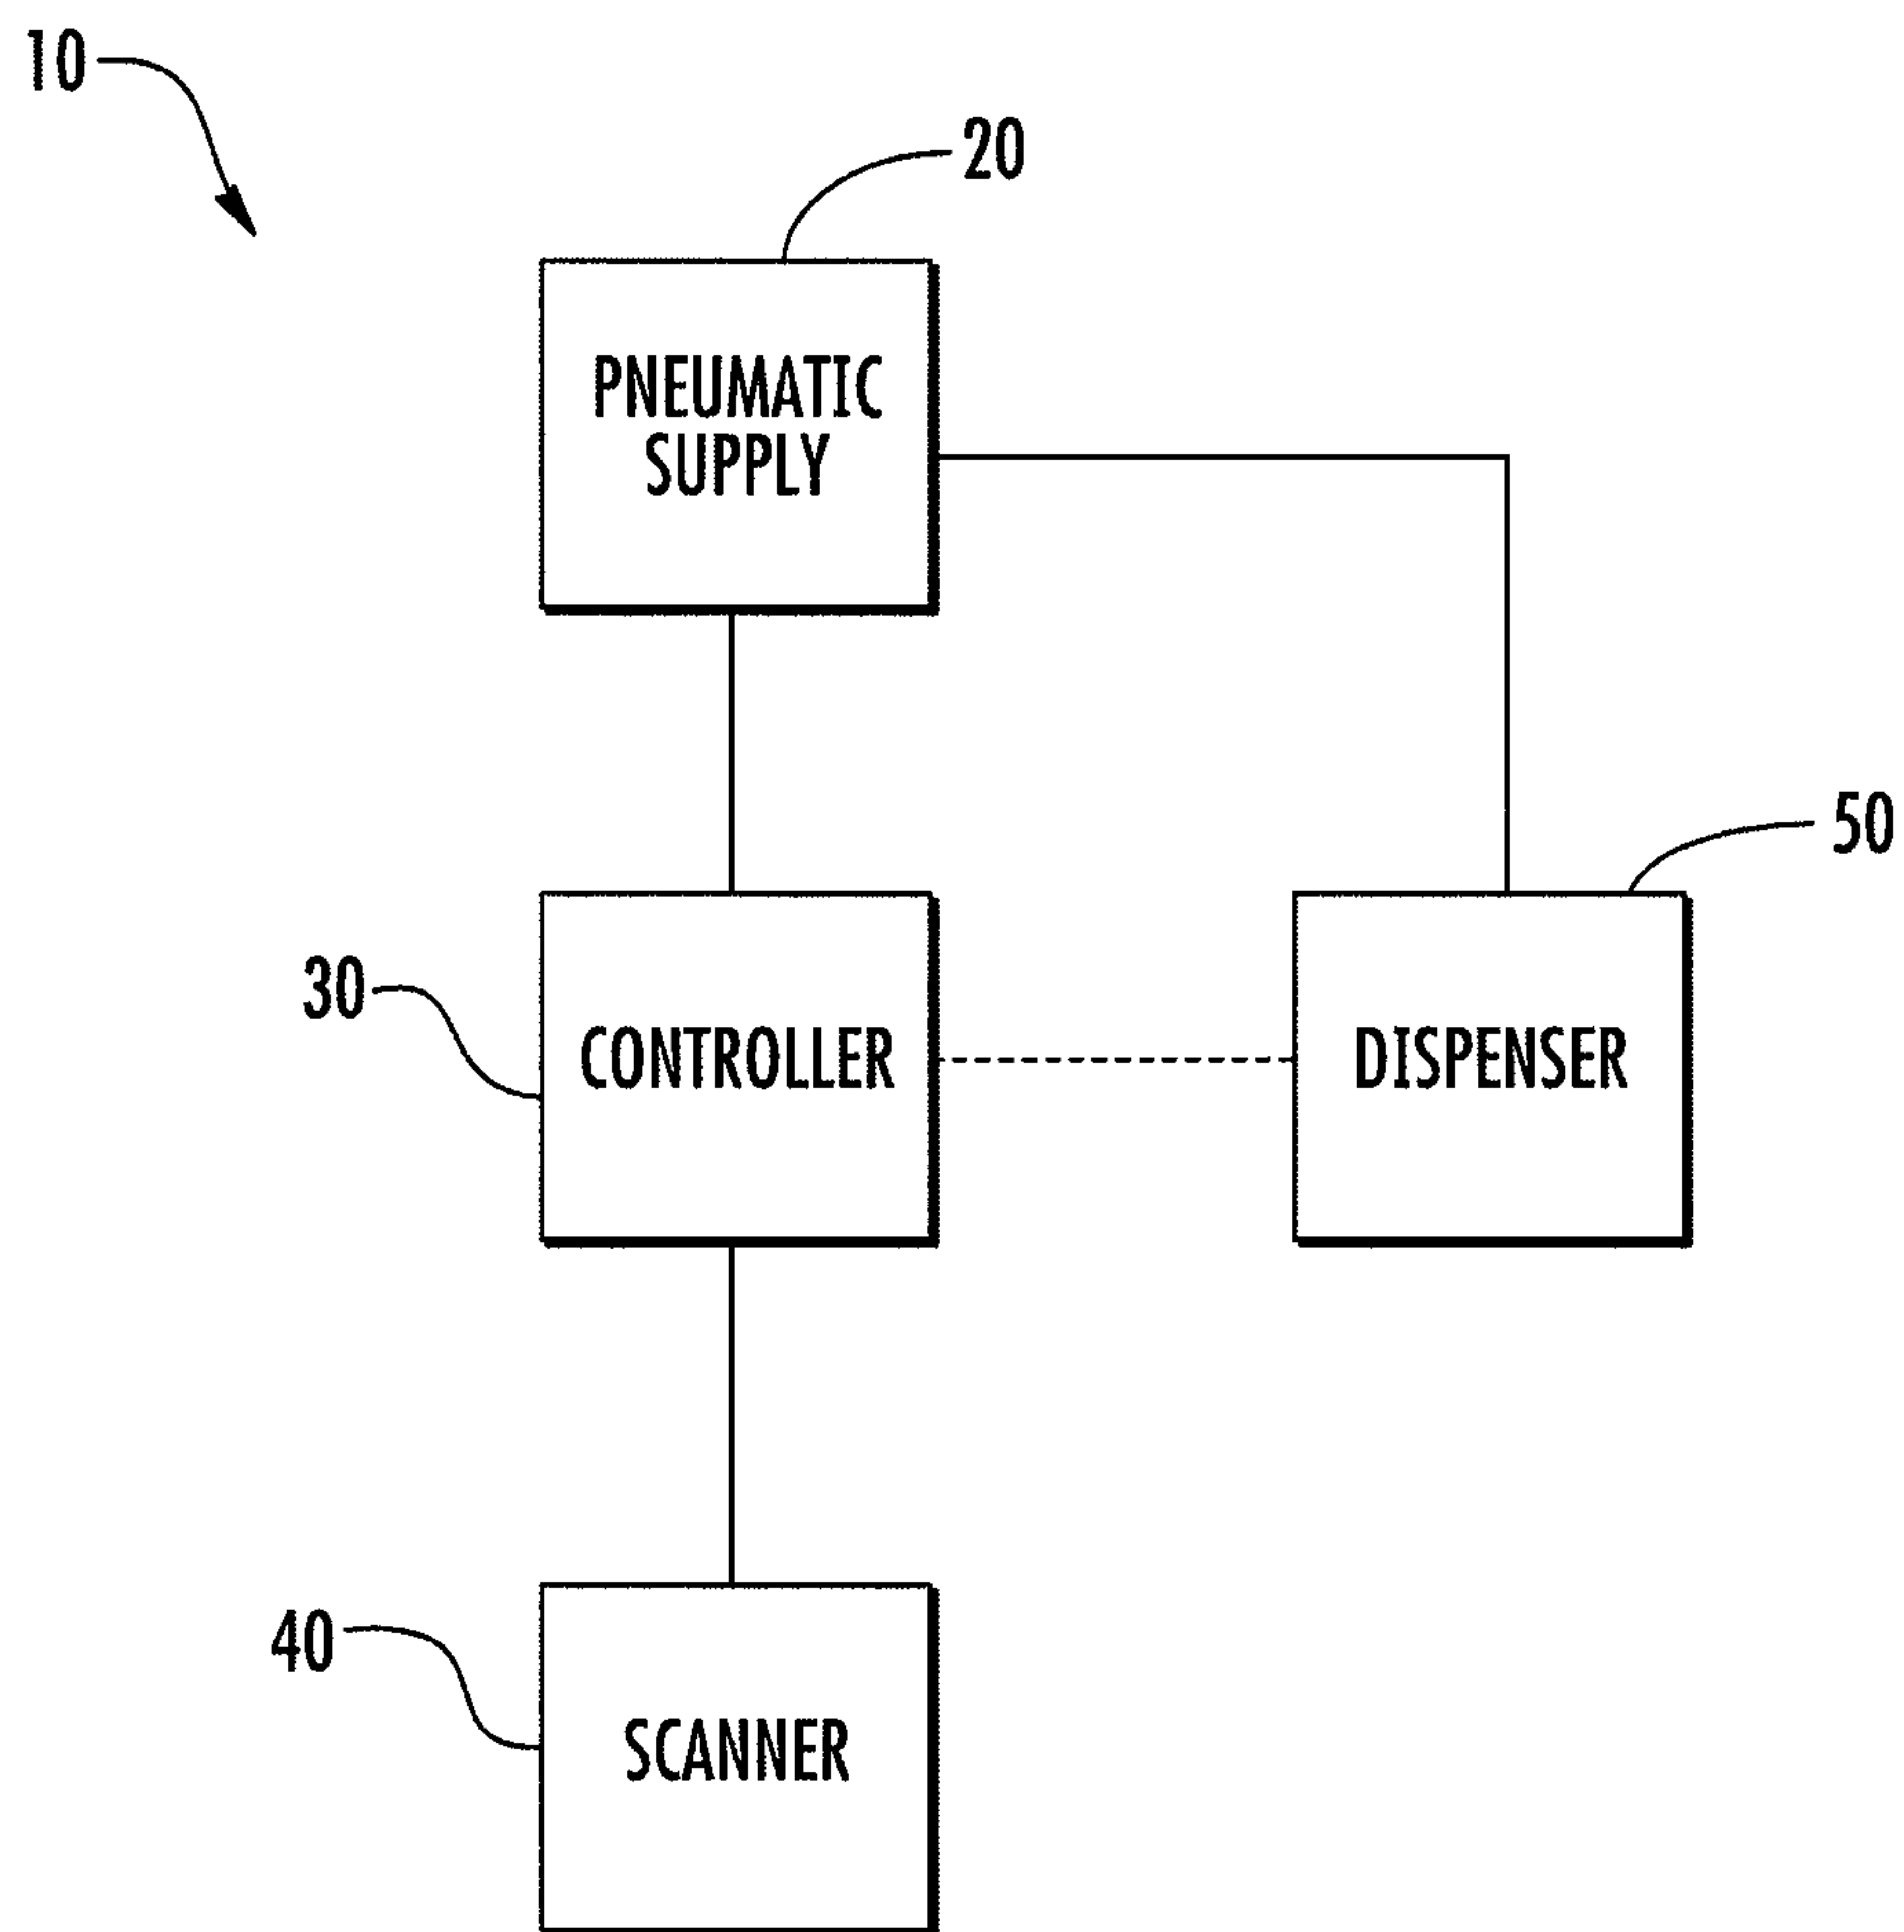 10
20
PNEUMATIC
SUPPLY
50
30
CONTROLLER
DISPENSER
40
SCANNER